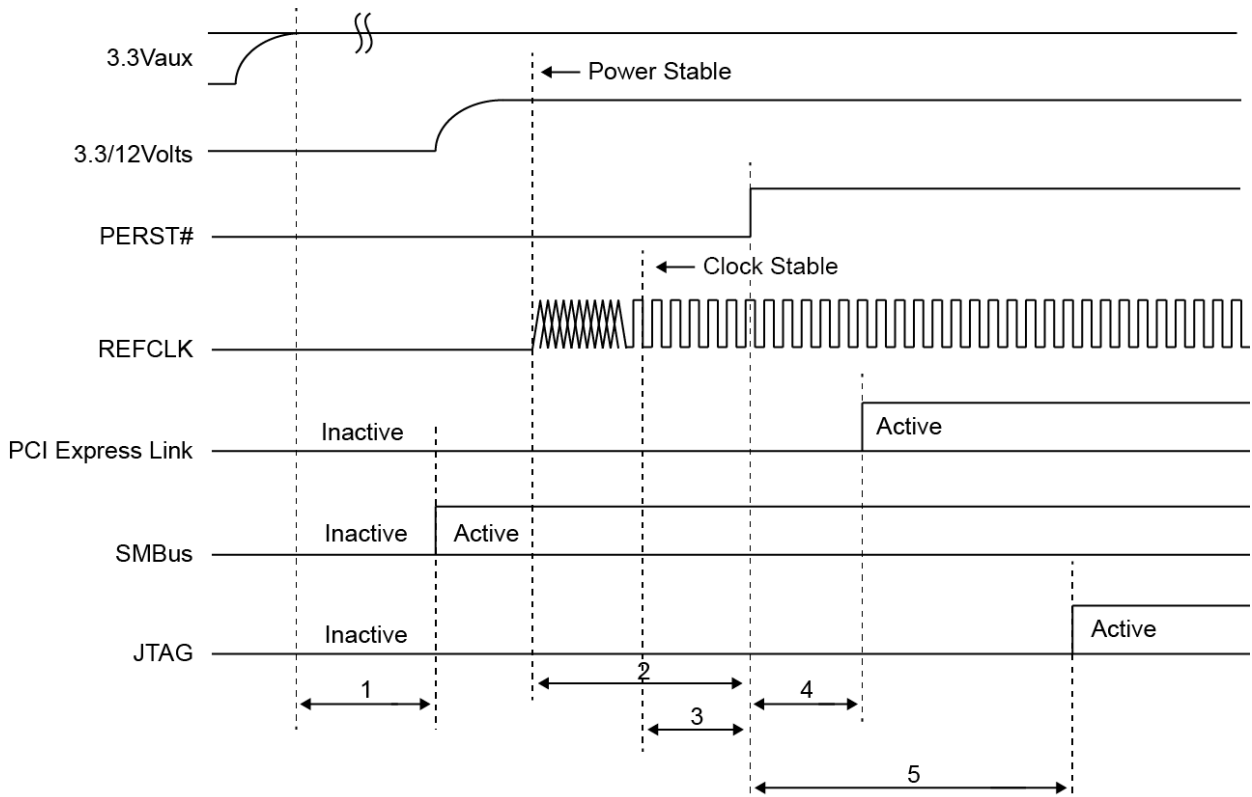 3.3Vaux
Power Stable
3.3/12Volts
PERST#
Clock Stable
REFCLK
Inactive
Active
PCI Express Link
Inactive
Active
SMBus
Inactive
Active
JTAG
1
2
3
4
5